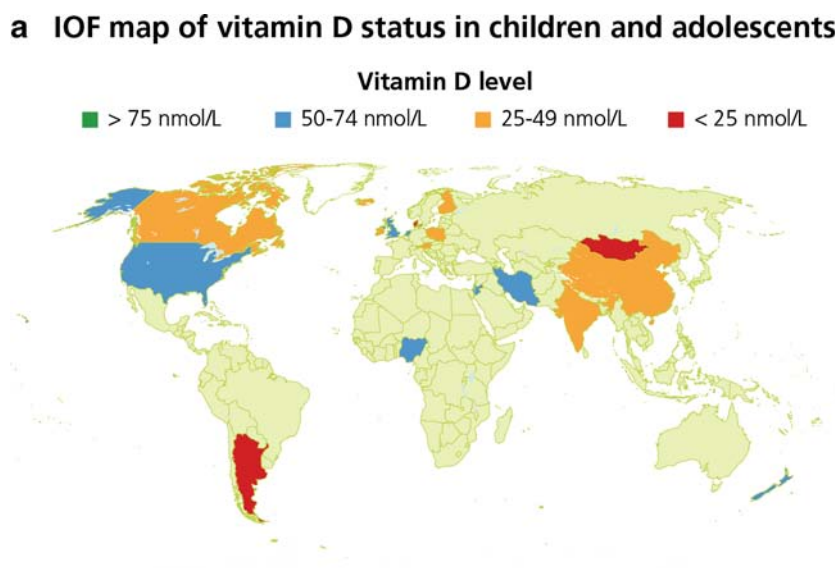 a IOF map of vitamin D status in children and adolescents
Vitamin D level
> 75 nmol/L 50-74 nmol/L 25-49 nmol/L < 25 nmol/L